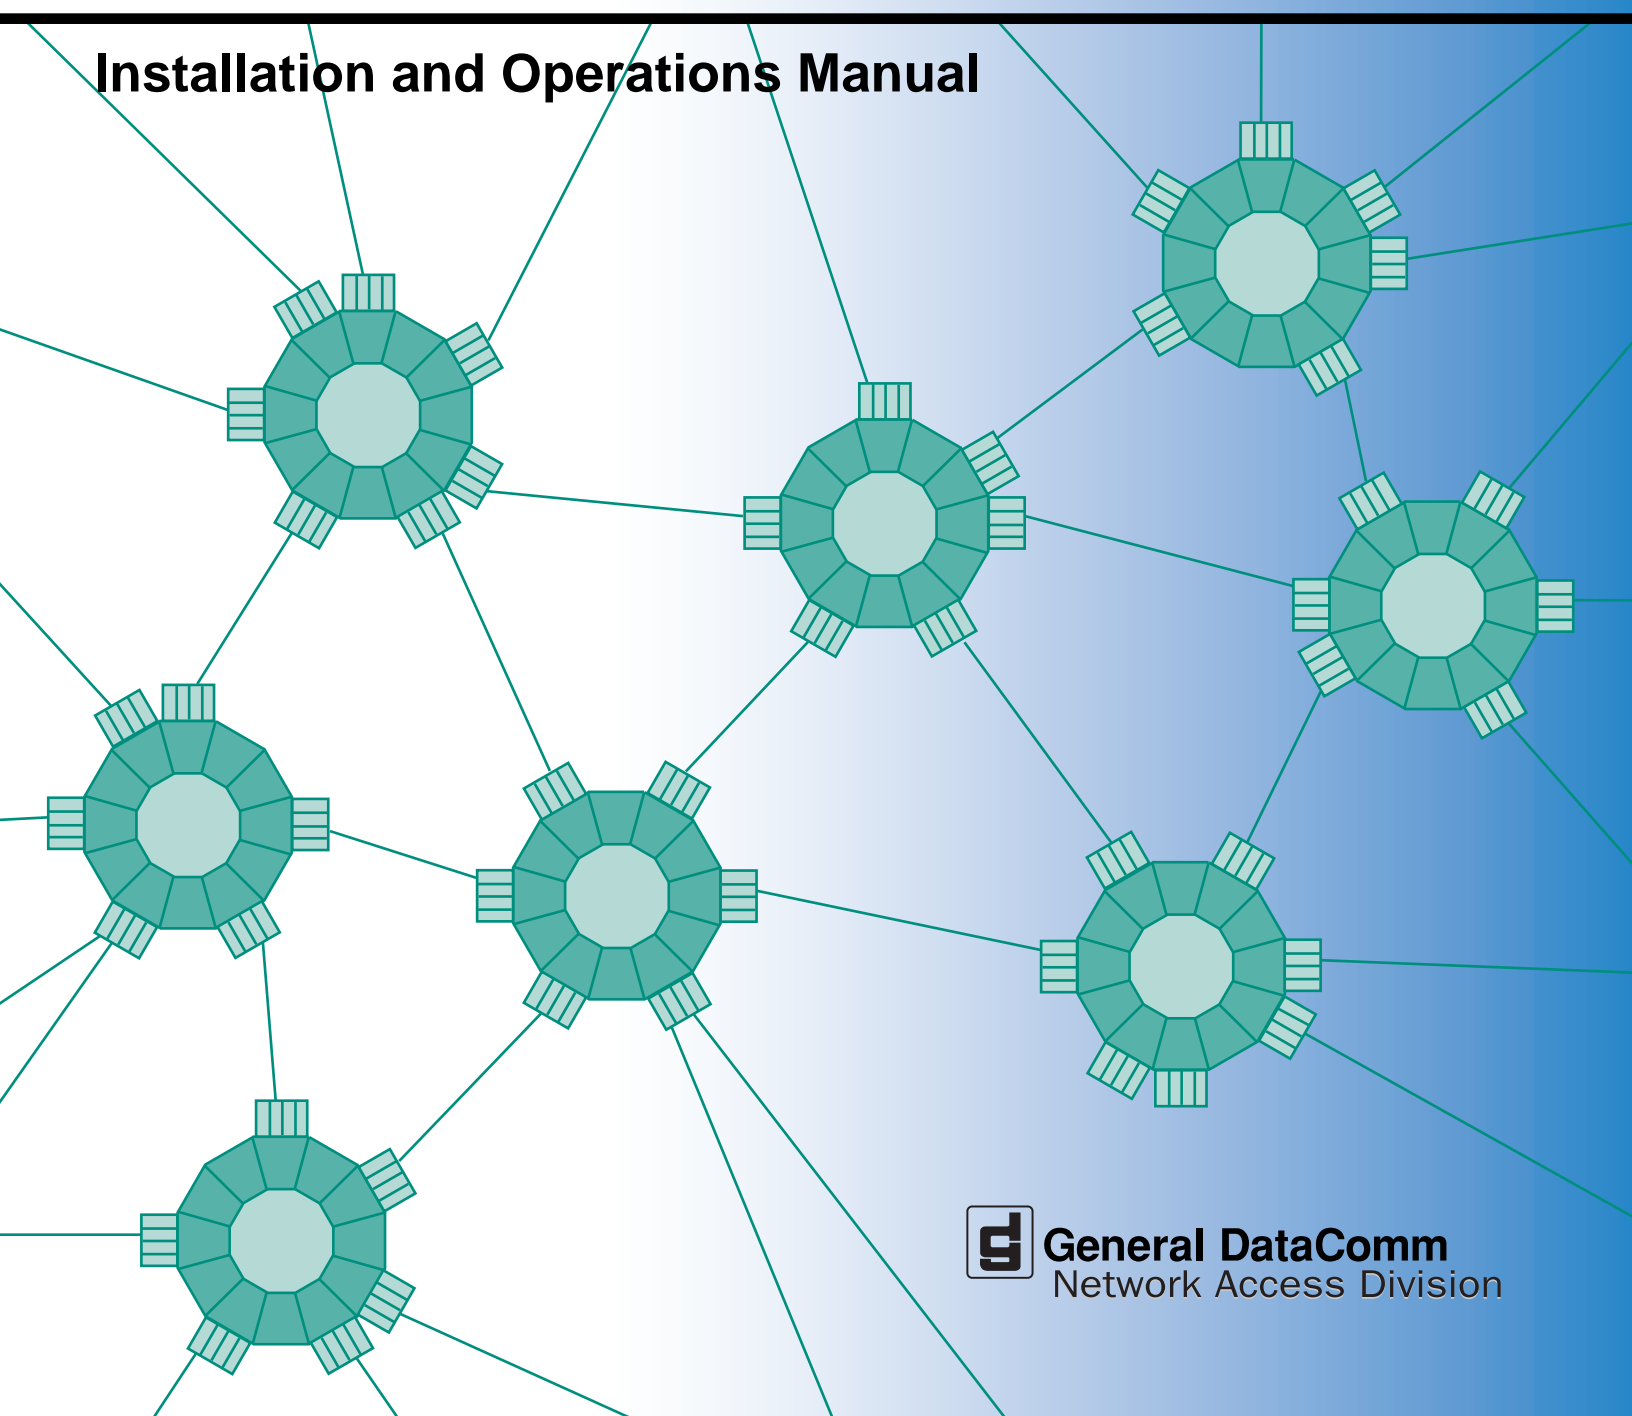 Installation and Operations Manual
General DataComm
Network Access Division